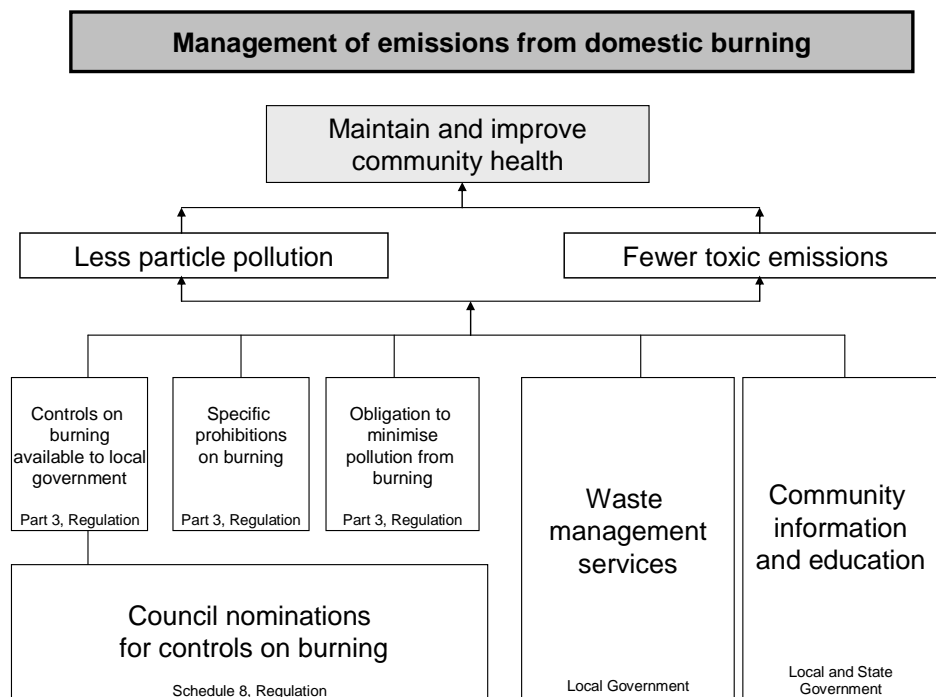 Management of emissions from domestic burning
Maintain and improve
community health
Less particle pollution
Fewer toxic emissions
Controls on
burning
available to local
government
Part 3, Regulation
Specific
prohibitions
on burning
Part 3, Regulation
Obligation to
minimise
pollution from
burning
Part 3, Regulation
Waste
management
services
Local Government
Community
information
and education
Local and State
Government
Council nominations
for controls on burning
Schedule 8, Regulation